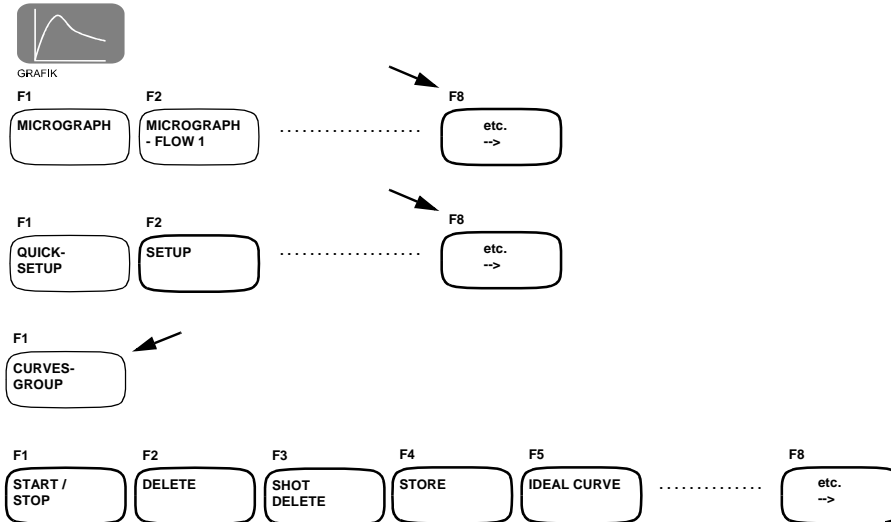 GRAFIK
F1 F2 F8
MICROGRAPH MICROGRAPH - FLOW 1 .................. etc. -->
F1 F2 F8
QUICK-SETUP SETUP .................. etc. -->
F1
CURVES-
GROUP
F1 F2 F3 F4 F5 F8
START / STOP DELETE SHOT DELETE STORE IDEAL CURVE ............. etc. -->